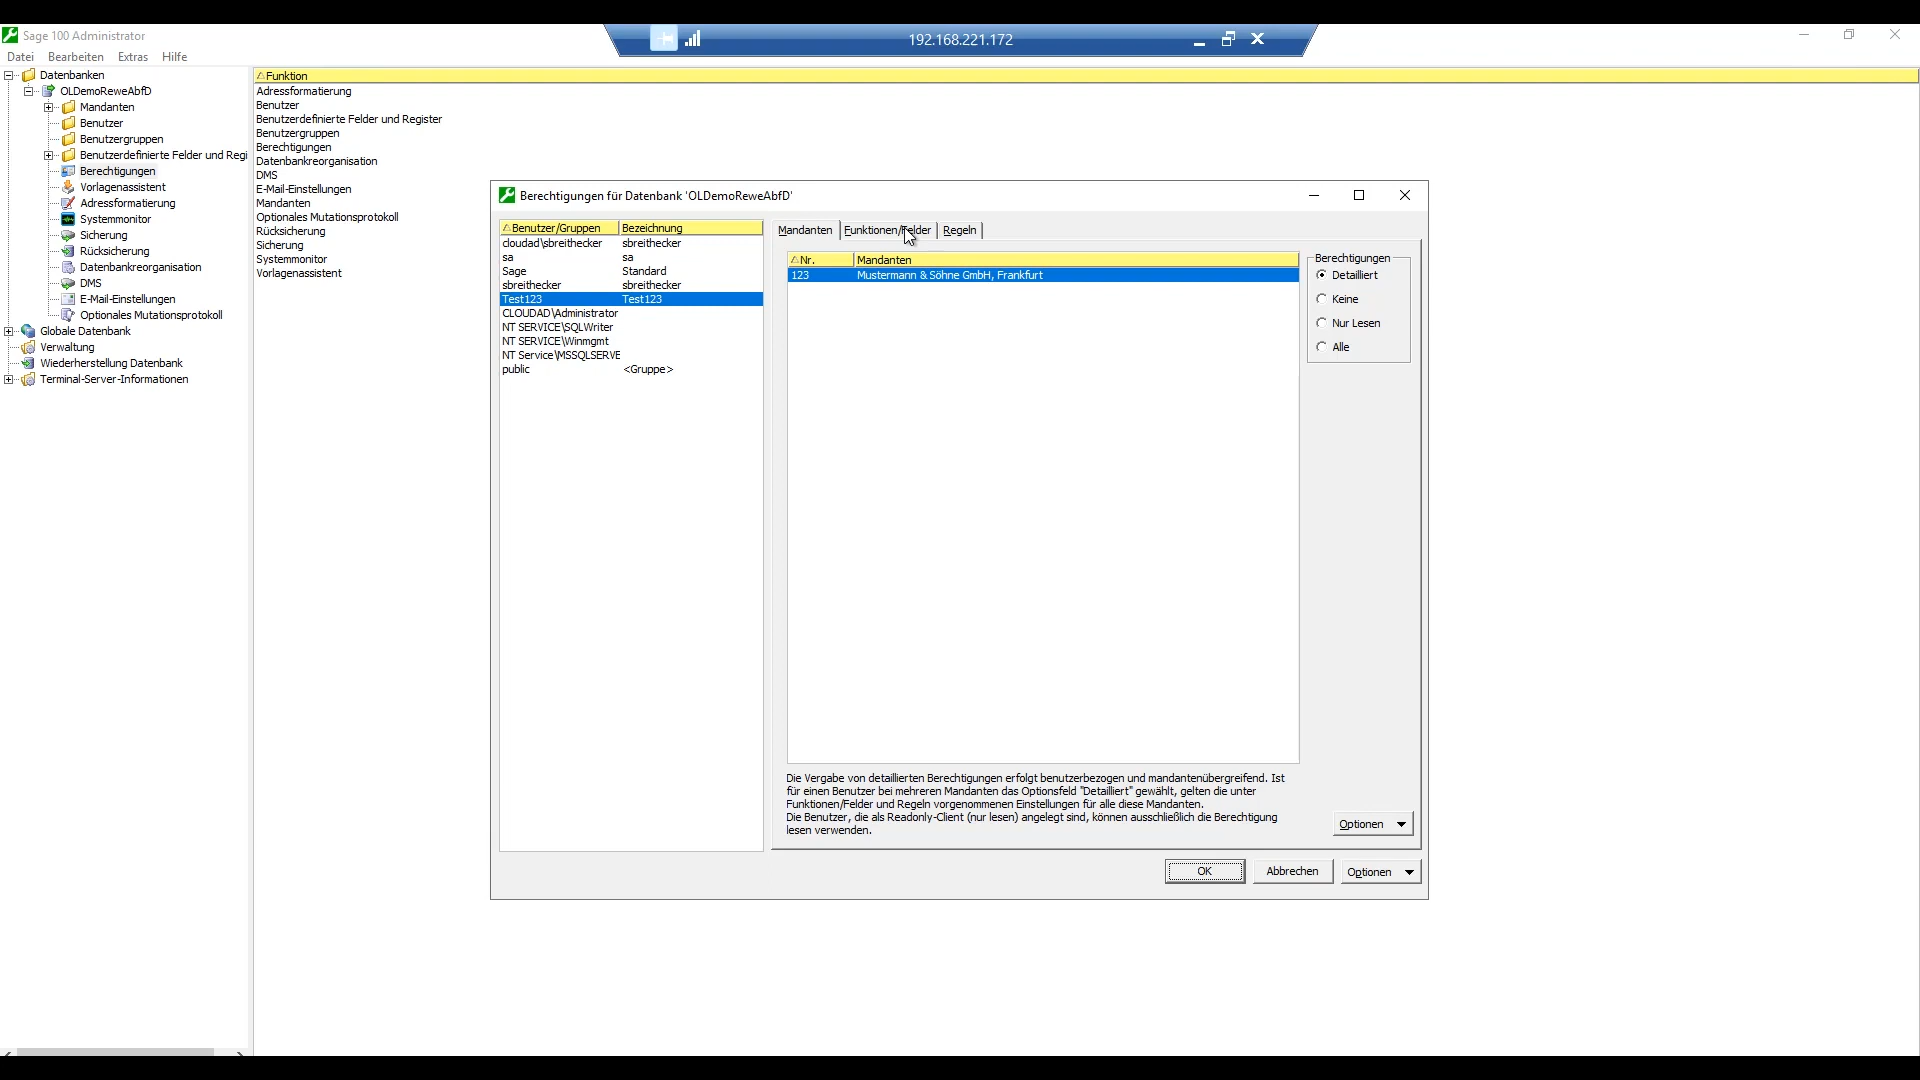 Sage 100 Administrator
192.168.221.172
Datei Bearbeiten Extras Hilfe
Datenbanken
OLDemoReweAbfD
Mandanten
Benutzer
Benutzergruppen
Benutzerdefinierte Felder und Regi
Berechtigungen
Vorlagenassistent
Adressformatierung
Systemmonitor
Sicherung
Rücksicherung
Datenbankreorganisation
DMS
E-Mail-Einstellungen
Optionales Mutationsprotokoll
Globale Datenbank
Verwaltung
Wiederherstellung Datenbank
Terminal-Server-Informationen
Funktion
Adressformatierung
Benutzer
Benutzerdefinierte Felder und Register
Benutzergruppen
Berechtigungen
Datenbankreorganisation
DMS
E-Mail-Einstellungen
Mandanten
Optionales Mutationsprotokoll
Rücksicherung
Sicherung
Systemmonitor
Vorlagenassistent
Berechtigungen für Datenbank 'OLDemoReweAbfD'
Benutzer/Gruppen Bezeichnung
cloudad\sbreithecker sbreithecker
sa sa
Sage Standard
sbreithecker sbreithecker
Test123 Test123
CLOUDAD\Administrator
NT SERVICE\SQLWriter
NT SERVICE\Winmgmt
NT Service\MSSQLSERVE
public <Gruppe>
Mandanten Funktionen/Felder Regeln
Nr. Mandanten
123 Mustermann & Söhne GmbH, Frankfurt
Berechtigungen
Detailliert
Keine
Nur Lesen
Alle
Die Vergabe von detaillierten Berechtigungen erfolgt benutzerbezogen und mandantenübergreifend. Ist
für einen Benutzer bei mehreren Mandanten das Optionsfeld "Detailliert" gewählt, gelten die unter
Funktionen/Felder und Regeln vorgenommenen Einstellungen für alle diese Mandanten.
Die Benutzer, die als Readonly-Client (nur lesen) angelegt sind, können ausschließlich die Berechtigung
lesen verwenden.
Optionen
OK Abbrechen Optionen